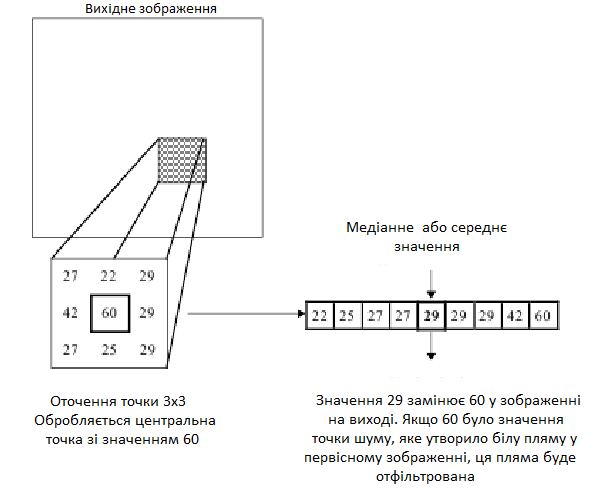 Вихідне зображення
Медіанне або середнє
значення
27 22 29
42 60 29
27 25 29
22 25 27 27 29 29 29 42 60
Оточення точки 3x3
Обробляється центральна
точка зі значенням 60
Значення 29 замінює 60 у зображенні
на виході. Якщо 60 було значення
точки шуму, яке утворило білу пляму у
первісному зображенні, ця пляма буде
отфільтрована